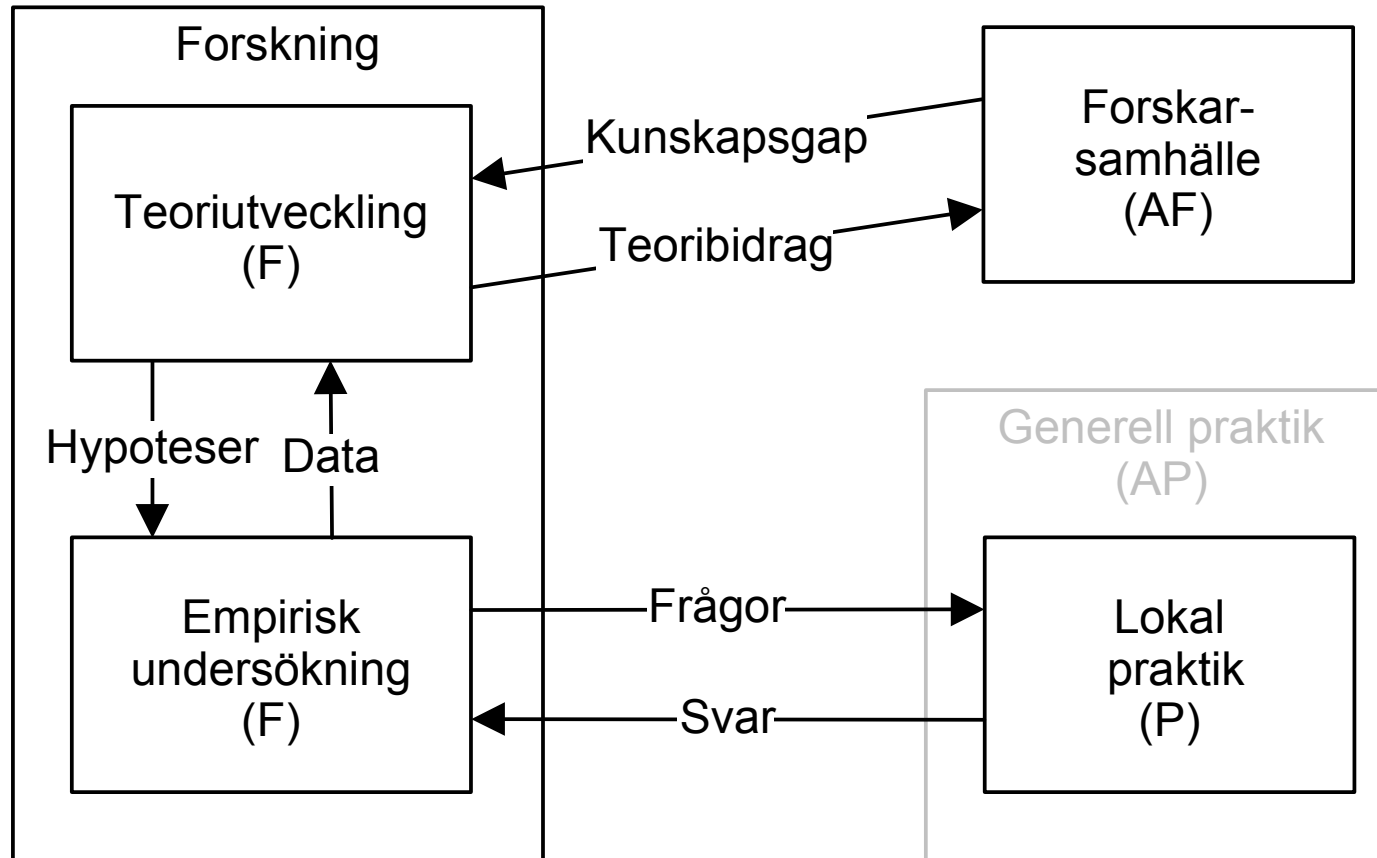 Forskning
Teoriutveckling
(F)
Kunskapsgap
Teoribidrag
Forskar-
samhälle
(AF)
Hypoteser
Data
Generell praktik
(AP)
Empirisk
undersökning
(F)
Frågor
Svar
Lokal
praktik
(P)